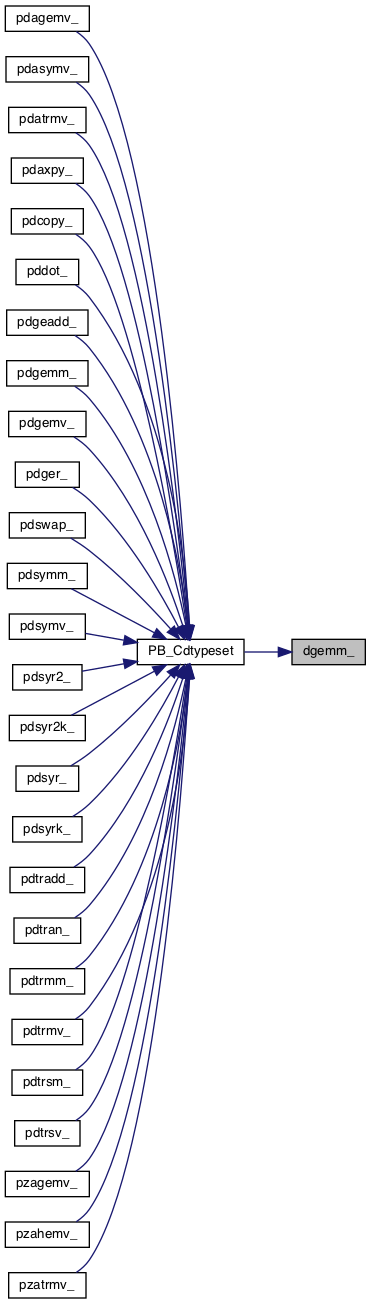 pdagemv_
pdasymv_
pdatrmv_
pdaxpy_
pdcopy_
pddot_
pdgeadd_
pdgemm_
pdgemv_
pdger_
pdswap_
pdsymm_
pdsymv_
PB_Cdtypeset
dgemm_
pdsyr2_
pdsyr2k_
pdsyr_
pdsyrk_
pdtradd_
pdtran_
pdtrmm_
pdtrmv_
pdtrsm_
pdtrsv_
pzagemv_
pzahemv_
pzatrmv_